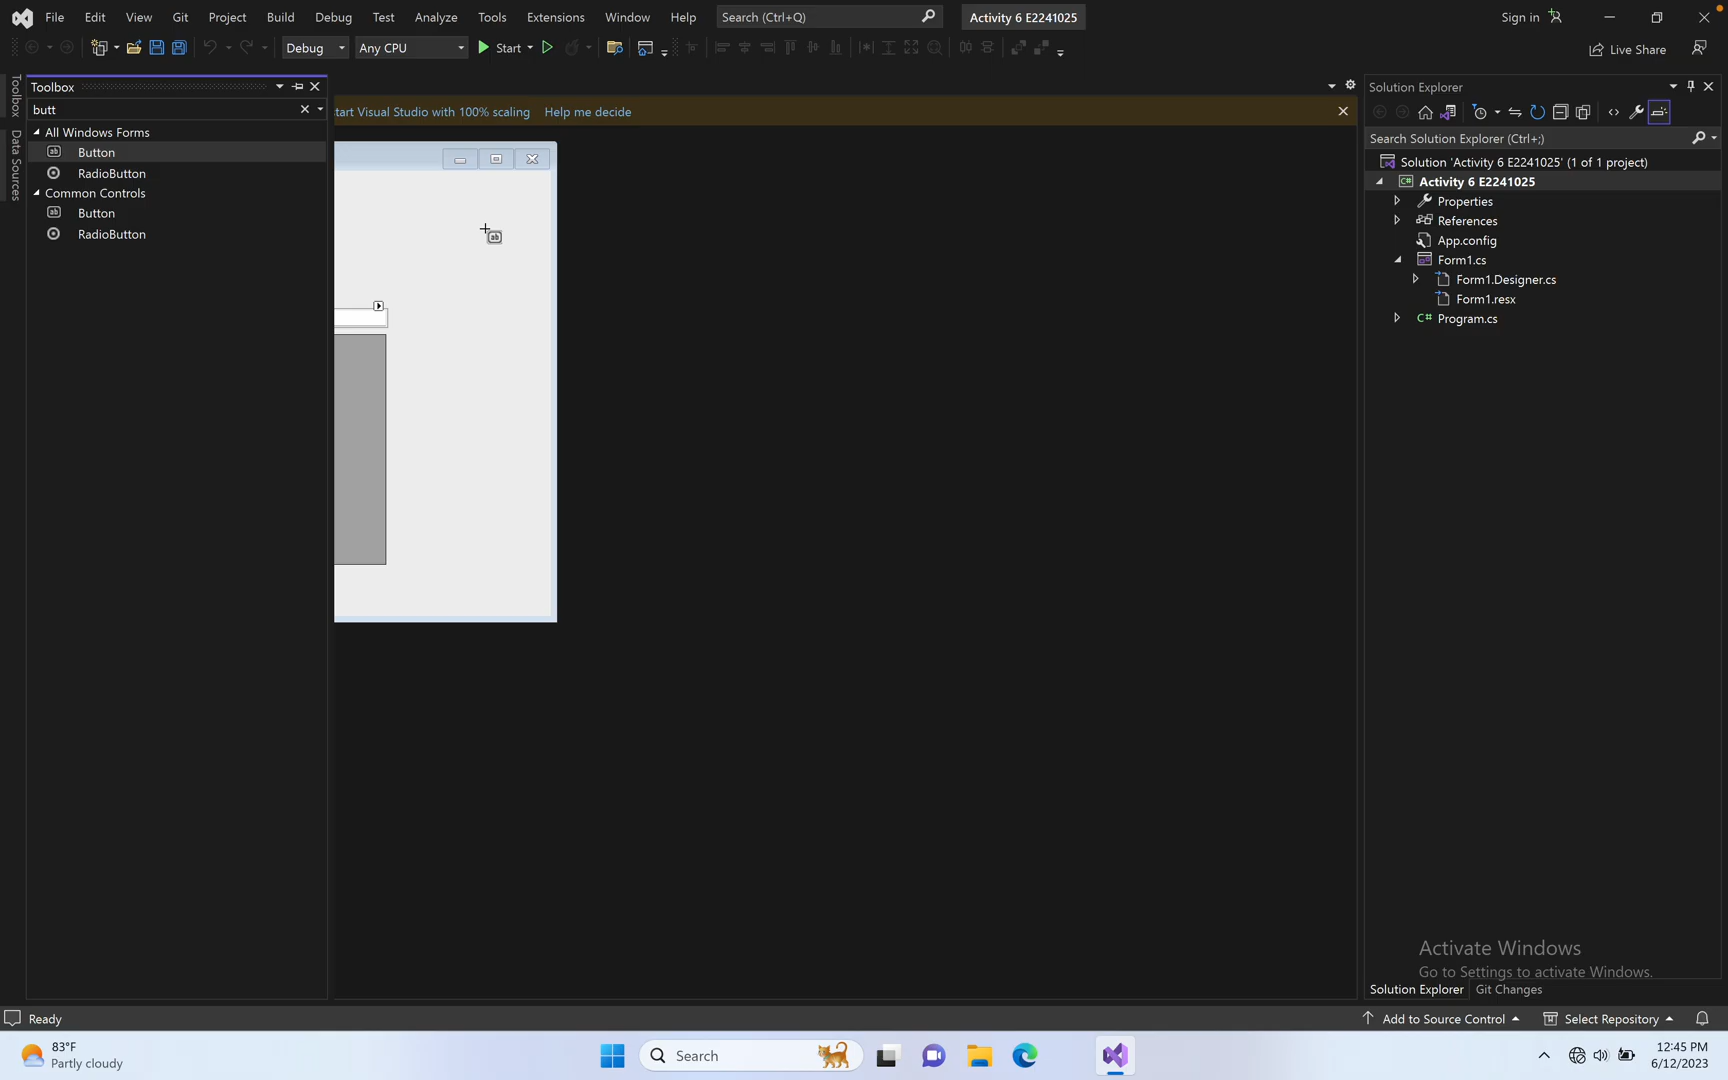 File Edit View Git Project Build Debug Test Analyze Tools Extensions Window Help Search (Ctrl+Q) Activity 6 E2241025 Sign in
Debug Any CPU Start Live Share
Toolbox
Data Sources
Toolbox
butt
All Windows Forms
Button
RadioButton
Common Controls
Button
RadioButton
tart Visual Studio with 100% scaling Help me decide
Solution Explorer
Search Solution Explorer (Ctrl+;)
Solution 'Activity 6 E2241025' (1 of 1 project)
Activity 6 E2241025
Properties
References
App.config
Form1.cs
Form1.Designer.cs
Form1.resx
C# Program.cs
Activate Windows
Go to Settings to activate Windows.
Solution Explorer Git Changes
Ready Add to Source Control Select Repository
83°F
Partly cloudy
Search
12:45 PM
6/12/2023